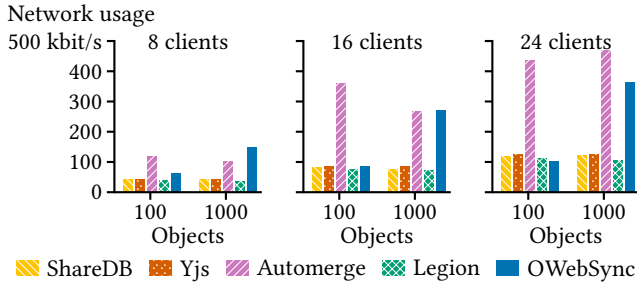 Network usage
500 kbit/s
8 clients
16 clients
24 clients
400
300
200
100
0
100 1000
100 1000
100 1000
Objects
Objects
Objects
ShareDB Yjs Automerge Legion OWebSync